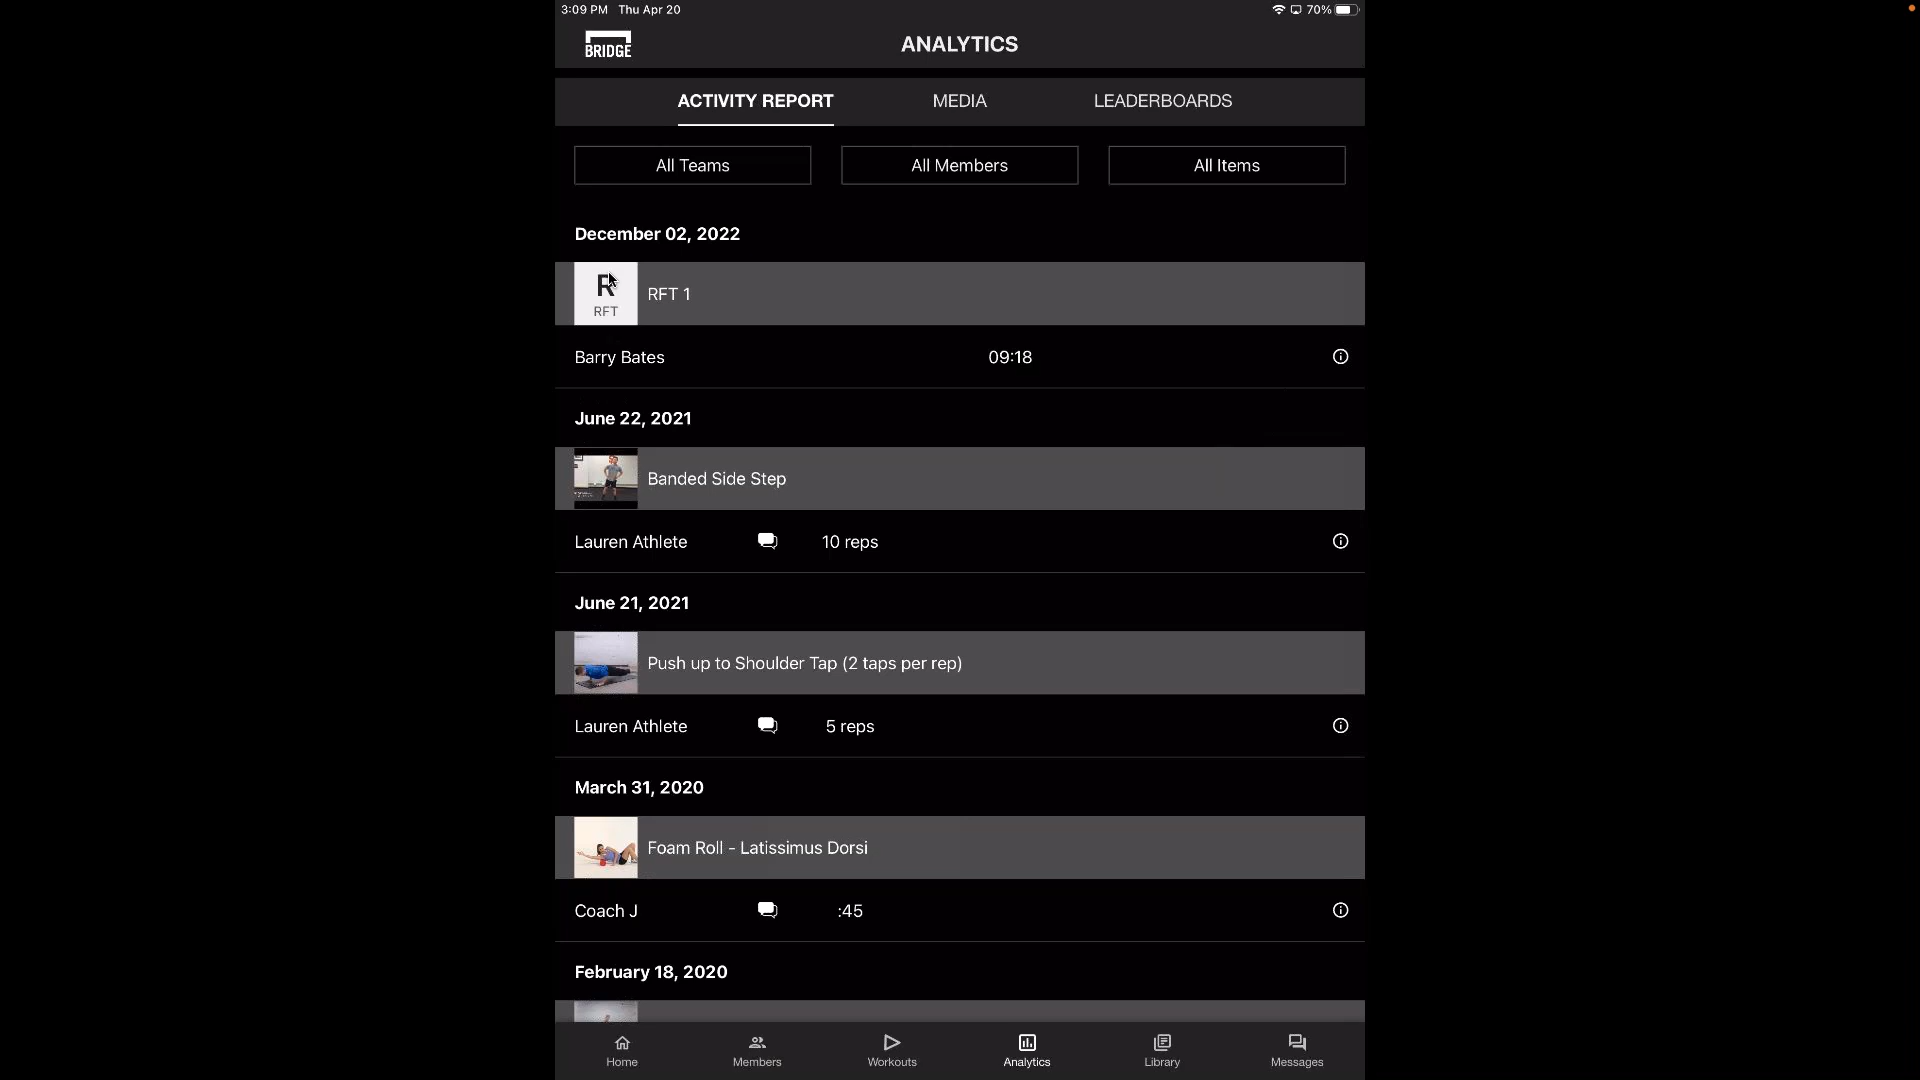 3:09 PM Thu Apr 20
70%
BRIDGE
ANALYTICS
ACTIVITY REPORT
MEDIA
LEADERBOARDS
All Teams
All Members
All Items
December 02, 2022
R
RFT
RFT 1
Barry Bates
09:18
June 22, 2021
Banded Side Step
Lauren Athlete
10 reps
June 21, 2021
Push up to Shoulder Tap (2 taps per rep)
Lauren Athlete
5 reps
March 31, 2020
Foam Roll - Latissimus Dorsi
Coach J
:45
February 18, 2020
Home
Members
Workouts
Analytics
Library
Messages